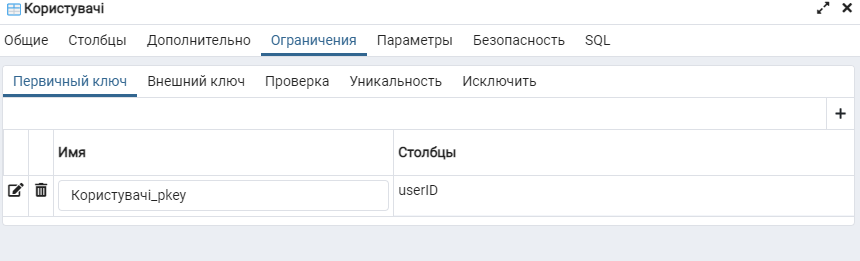 Користувачі
Общие Столбцы Дополнительно Ограничения Параметры Безопасность SQL
Первичный ключ Внешний ключ Проверка Уникальность Исключить
Имя Столбцы
Користувачі_pkey userID